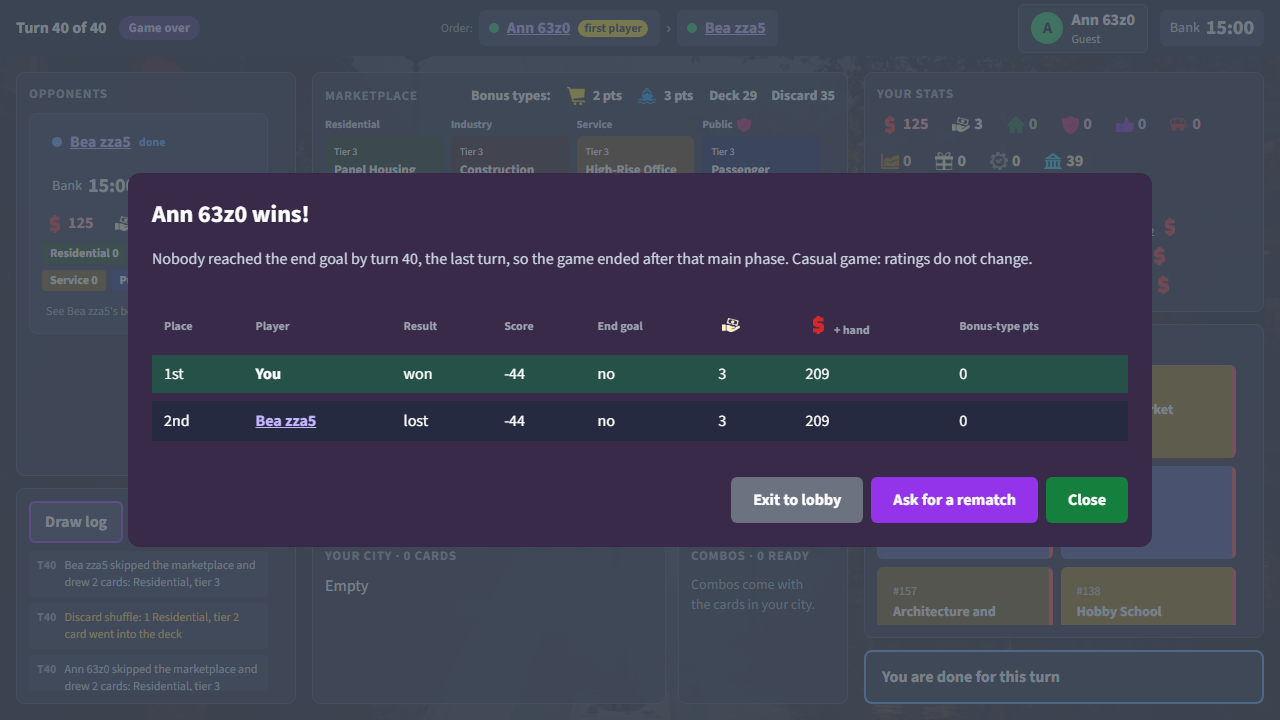 Turn 40 of 40 Game over Order: Ann 63z0 first player › Bea zza5 A Ann 63z0 Guest Bank 15:00
OPPONENTS
Bea zza5 done
Bank 15:00
125
Residential 0
Service 0
See Bea zza5's
MARKETPLACE Bonus types: 2 pts 3 pts Deck 29 Discard 35
Residential Industry Service Public
Tier 3 Tier 3 Tier 3 Tier 3
Panel Housing Construction High-Rise Office Passenger
YOUR STATS
125 3 0 0 0 0
0 0 0 39
Ann 63z0 wins!
Nobody reached the end goal by turn 40, the last turn, so the game ended after that main phase. Casual game: ratings do not change.
Place Player Result Score End goal + hand Bonus-type pts
1st You won -44 no 3 209 0
2nd Bea zza5 lost -44 no 3 209 0
Exit to lobby Ask for a rematch Close
Draw log
T40 Bea zza5 skipped the marketplace and
drew 2 cards: Residential, tier 3
T40 Discard shuffle: 1 Residential, tier 2
card went into the deck
T40 Ann 63z0 skipped the marketplace and
drew 2 cards: Residential, tier 3
YOUR CITY · 0 CARDS
Empty
COMBOS · 0 READY
Combos come with
the cards in your city.
#157 #138
Architecture and Hobby School
You are done for this turn